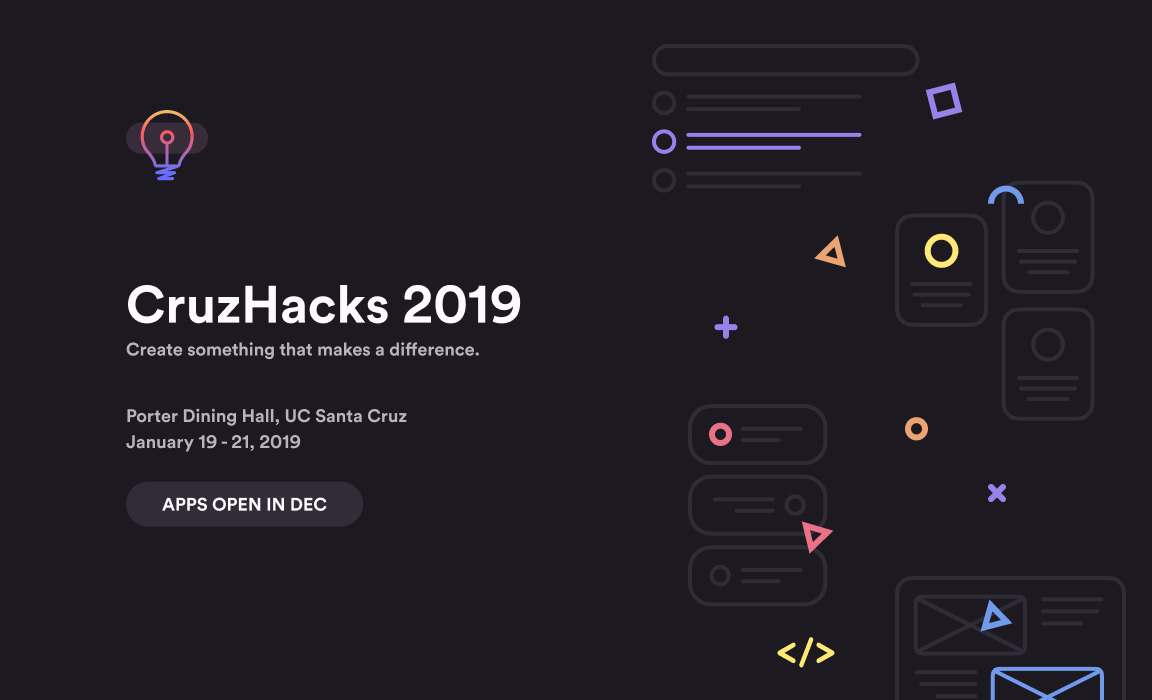 CruzHacks 2019
Create something that makes a difference.
Porter Dining Hall, UC Santa Cruz
January 19 - 21, 2019
APPS OPEN IN DEC
</>